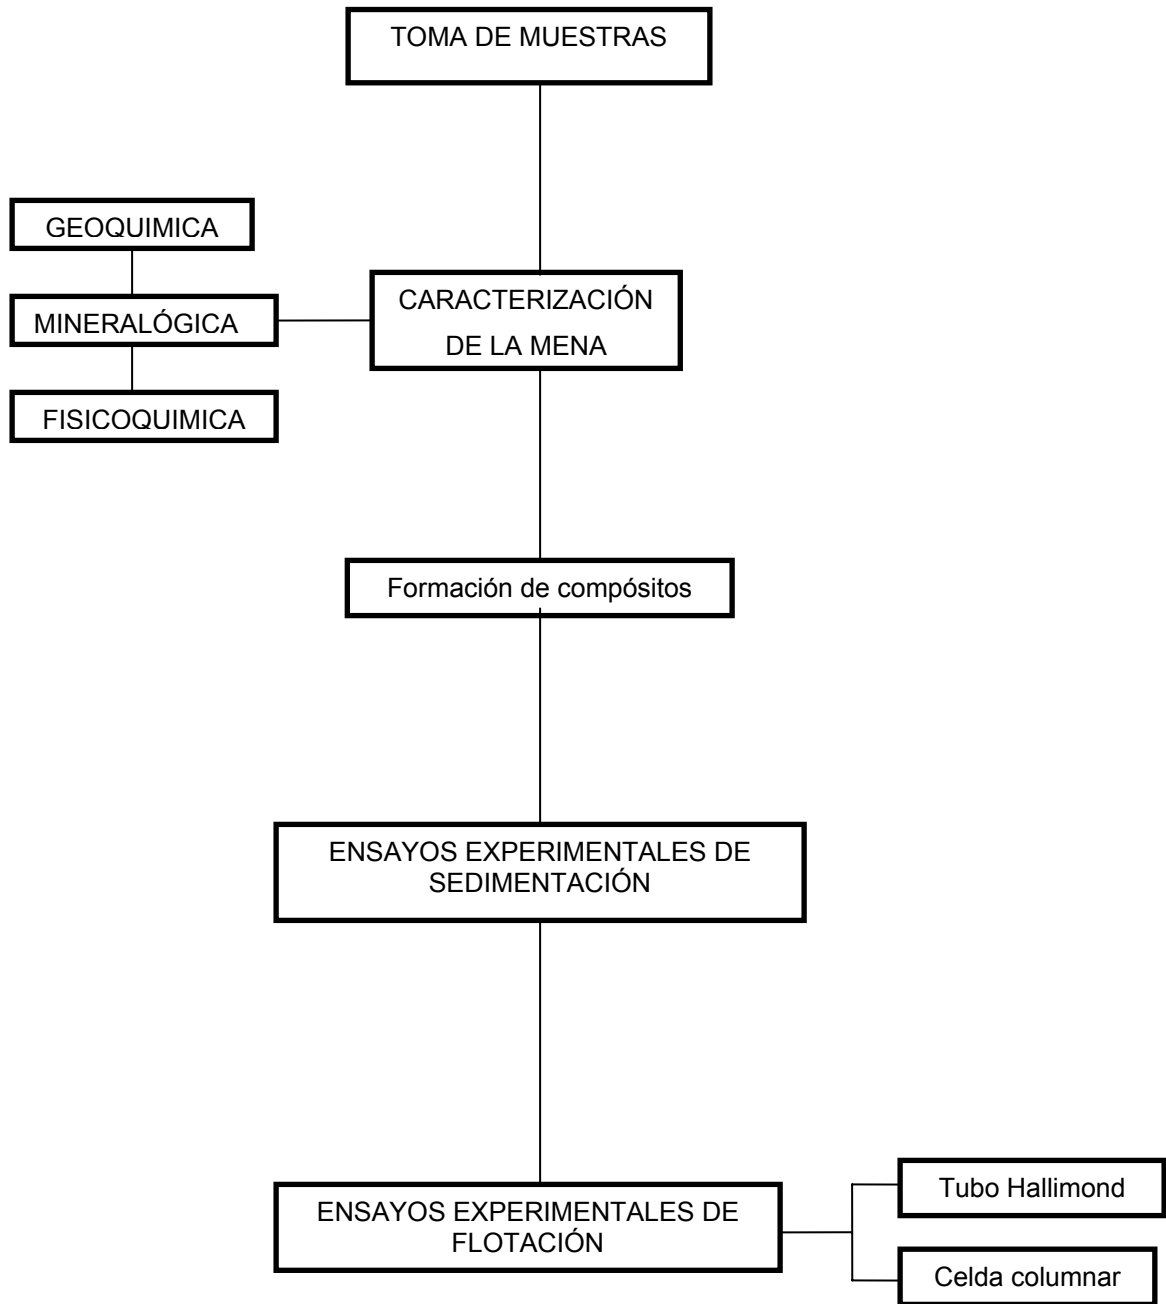 TOMA DE MUESTRAS
GEOQUIMICA
MINERALÓGICA
FISICOQUIMICA
CARACTERIZACIÓN
DE LA MENA
Formación de compósitos
ENSAYOS EXPERIMENTALES DE
SEDIMENTACIÓN
ENSAYOS EXPERIMENTALES DE
FLOTACIÓN
Tubo Hallimond
Celda columnar